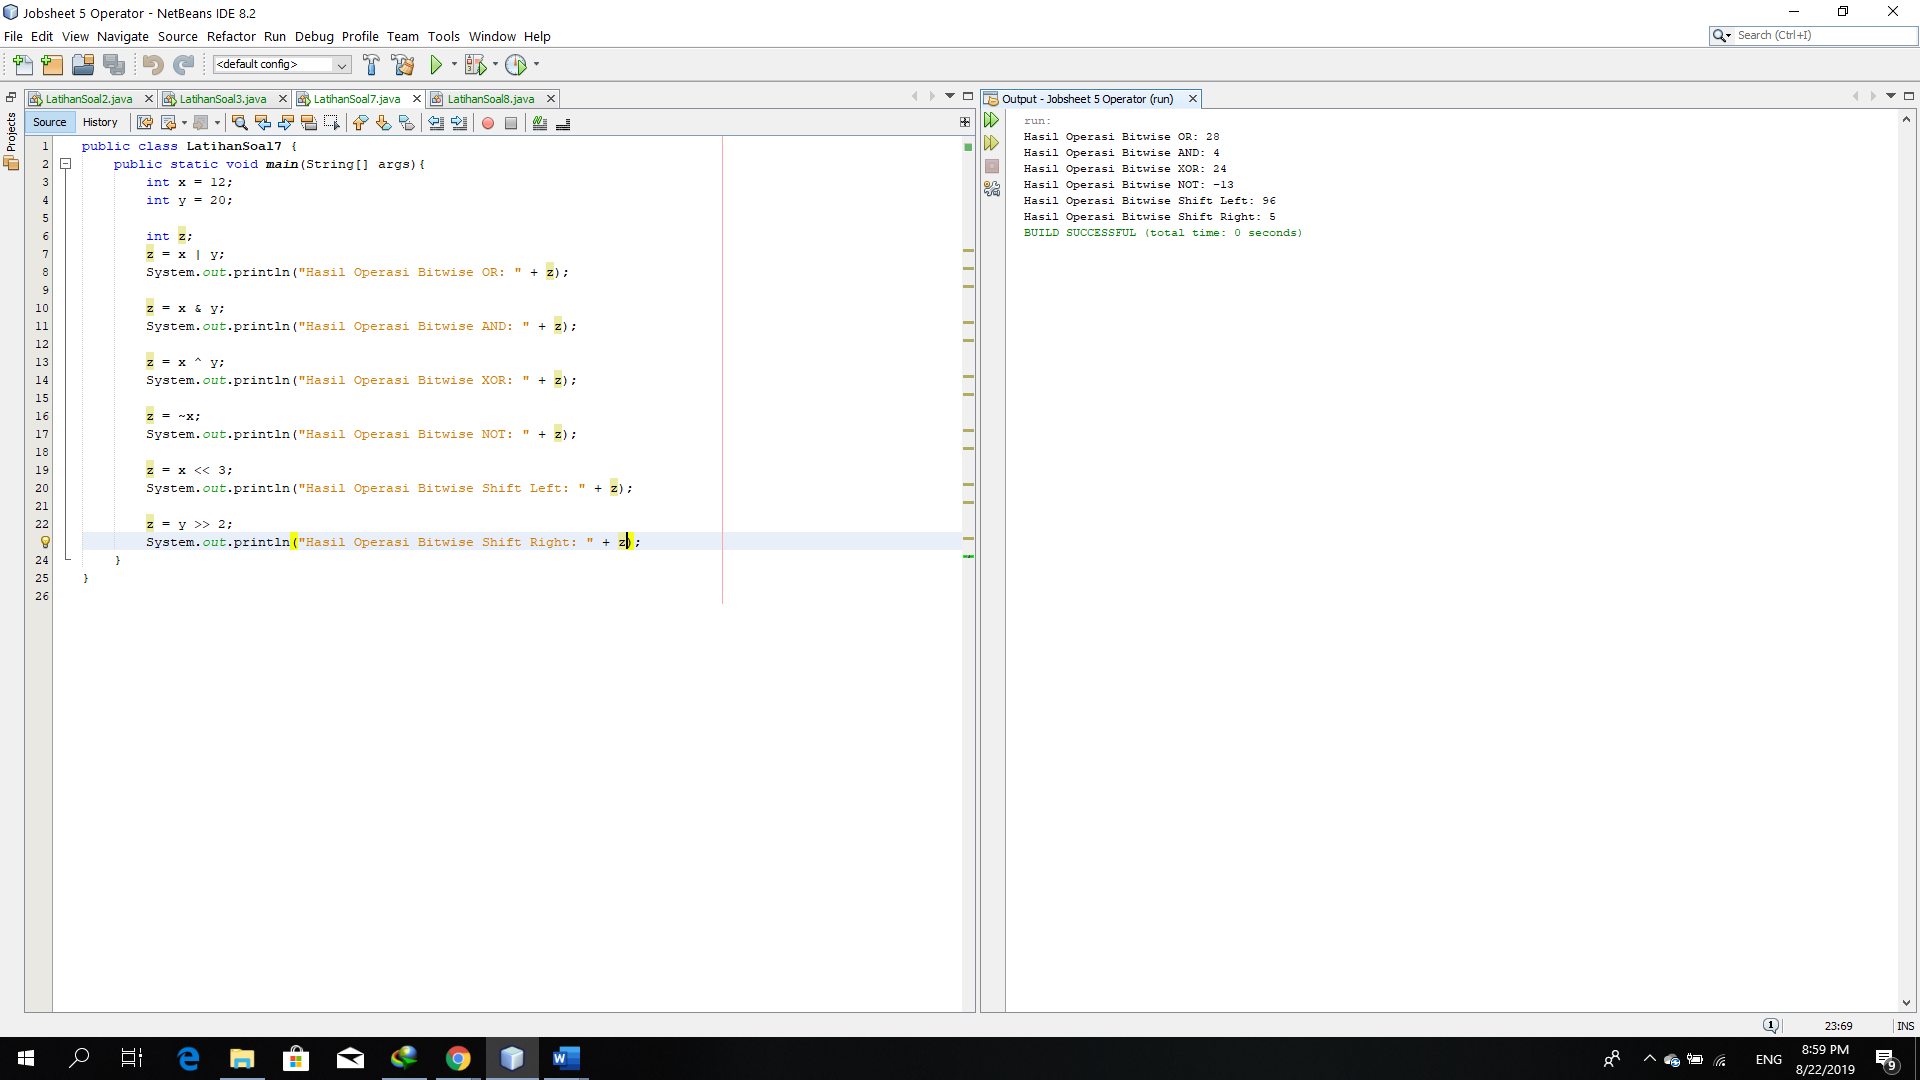 Jobsheet 5 Operator - NetBeans IDE 8.2
File Edit View Navigate Source Refactor Run Debug Profile Team Tools Window Help
Search (Ctrl+I)
<default config>
LatihanSoal2.java LatihanSoal3.java LatihanSoal7.java LatihanSoal8.java
Source History
Projects
1 public class LatihanSoal7 {
2 public static void main(String[] args){
3 int x = 12;
4 int y = 20;
5
6 int z;
7 z = x | y;
8 System.out.println("Hasil Operasi Bitwise OR: " + z);
9
10 z = x & y;
11 System.out.println("Hasil Operasi Bitwise AND: " + z);
12
13 z = x ^ y;
14 System.out.println("Hasil Operasi Bitwise XOR: " + z);
15
16 z = ~x;
17 System.out.println("Hasil Operasi Bitwise NOT: " + z);
18
19 z = x << 3;
20 System.out.println("Hasil Operasi Bitwise Shift Left: " + z);
21
22 z = y >> 2;
System.out.println("Hasil Operasi Bitwise Shift Right: " + z);
24 }
25 }
26
Output - Jobsheet 5 Operator (run)
run:
Hasil Operasi Bitwise OR: 28
Hasil Operasi Bitwise AND: 4
Hasil Operasi Bitwise XOR: 24
Hasil Operasi Bitwise NOT: -13
Hasil Operasi Bitwise Shift Left: 96
Hasil Operasi Bitwise Shift Right: 5
BUILD SUCCESSFUL (total time: 0 seconds)
1 23:69 INS
ENG
8:59 PM
8/22/2019
9